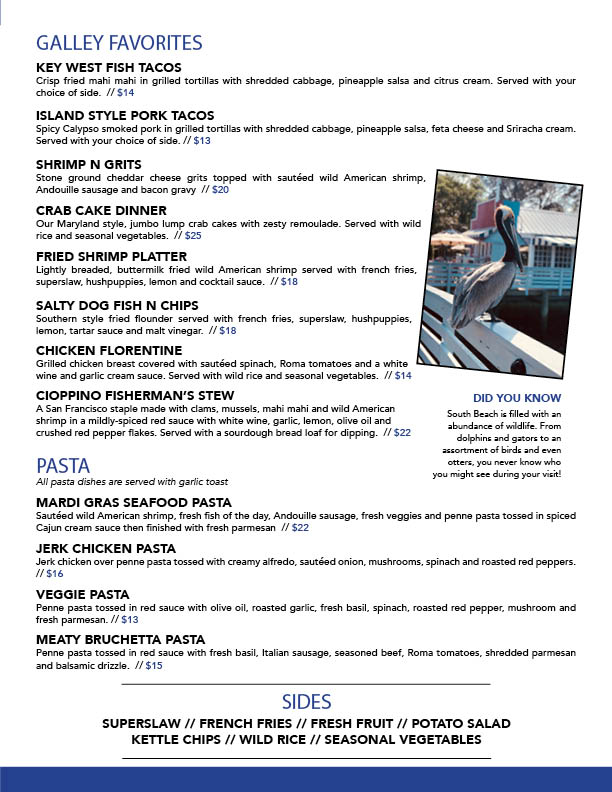 GALLEY FAVORITES
KEY WEST FISH TACOS
Crisp fried mahi mahi in grilled tortillas with shredded cabbage, pineapple salsa and citrus cream. Served with your
choice of side. // $14
ISLAND STYLE PORK TACOS
Spicy Calypso smoked pork in grilled tortillas with shredded cabbage, pineapple salsa, feta cheese and Sriracha cream.
Served with your choice of side. // $13
SHRIMP N GRITS
Stone ground cheddar cheese grits topped with sautéed wild American shrimp,
Andouille sausage and bacon gravy // $20
CRAB CAKE DINNER
Our Maryland style, jumbo lump crab cakes with zesty remoulade. Served with wild
rice and seasonal vegetables. // $25
FRIED SHRIMP PLATTER
Lightly breaded, buttermilk fried wild American shrimp served with french fries,
superslaw, hushpuppies, lemon and cocktail sauce. // $18
SALTY DOG FISH N CHIPS
Southern style fried flounder served with french fries, superslaw, hushpuppies,
lemon, tartar sauce and malt vinegar. // $18
CHICKEN FLORENTINE
Grilled chicken breast covered with sautéed spinach, Roma tomatoes and a white
wine and garlic cream sauce. Served with wild rice and seasonal vegetables. // $14
CIOPPINO FISHERMAN'S STEW
A San Francisco staple made with clams, mussels, mahi mahi and wild American
shrimp in a mildly-spiced red sauce with white wine, garlic, lemon, olive oil and
crushed red pepper flakes. Served with a sourdough bread loaf for dipping. // $22
DID YOU KNOW
South Beach is filled with an
abundance of wildlife. From
dolphins and gators to an
assortment of birds and even
otters, you never know who
you might see during your visit!
PASTA
All pasta dishes are served with garlic toast
MARDI GRAS SEAFOOD PASTA
Sautéed wild American shrimp, fresh fish of the day, Andouille sausage, fresh veggies and penne pasta tossed in spiced
Cajun cream sauce then finished with fresh parmesan // $22
JERK CHICKEN PASTA
Jerk chicken over penne pasta tossed with creamy alfredo, sautéed onion, mushrooms, spinach and roasted red peppers.
// $16
VEGGIE PASTA
Penne pasta tossed in red sauce with olive oil, roasted garlic, fresh basil, spinach, roasted red pepper, mushroom and
fresh parmesan. // $13
MEATY BRUCHETTA PASTA
Penne pasta tossed in red sauce with fresh basil, Italian sausage, seasoned beef, Roma tomatoes, shredded parmesan
and balsamic drizzle. // $15
SIDES
SUPERSLAW // FRENCH FRIES // FRESH FRUIT // POTATO SALAD
KETTLE CHIPS // WILD RICE // SEASONAL VEGETABLES